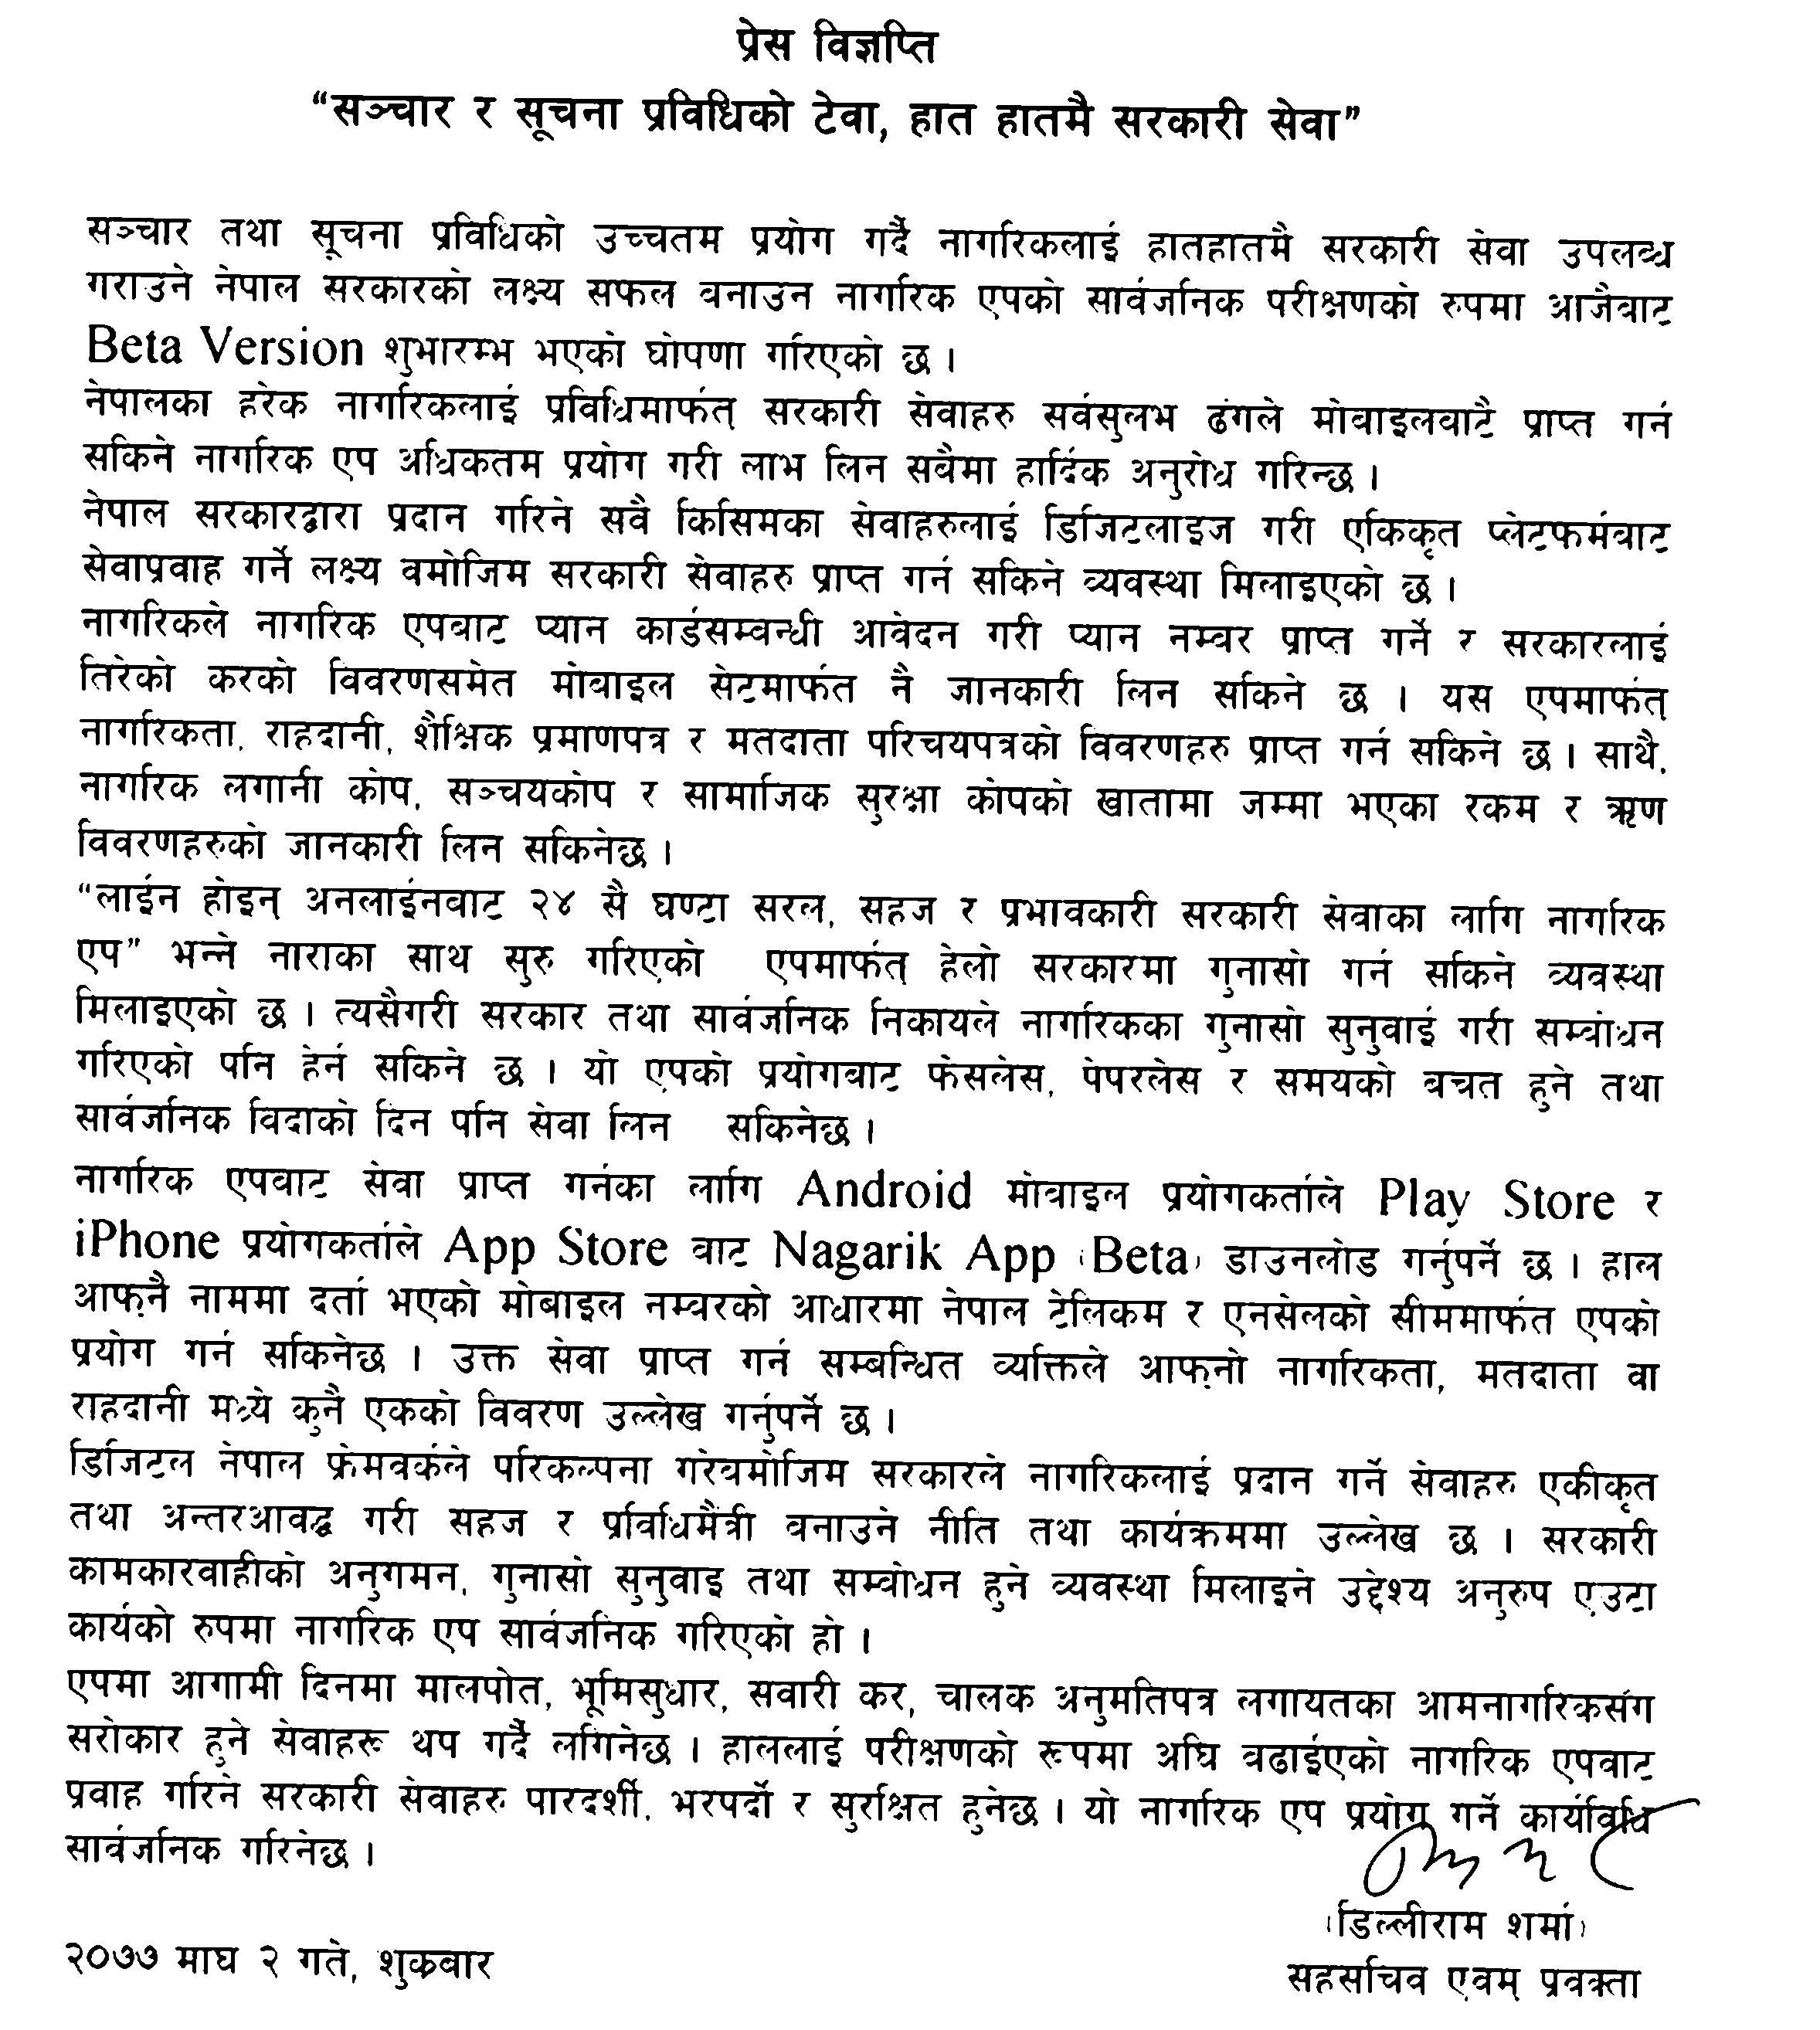 प्रेस विज्ञप्ति
“सञ्चार र सूचना प्रविधिको टेवा, हात हातमै सरकारी सेवा”
सञ्चार तथा सूचना प्रविधिको उच्चतम प्रयोग गर्दै नागरिकलाई हातहातमै सरकारी सेवा उपलब्ध
गराउने नेपाल सरकारको लक्ष्य सफल बनाउन नागरिक एपको सार्वजनिक परीक्षणको रुपमा आजैबाट
Beta Version शुभारम्भ भएको घोषणा गरिएको छ ।
नेपालका हरेक नागरिकलाई प्रविधिमार्फत् सरकारी सेवाहरु सर्वसुलभ ढंगले मोबाइलबाटै प्राप्त गर्न
सकिने नागरिक एप अधिकतम प्रयोग गरी लाभ लिन सबैमा हार्दिक अनुरोध गरिन्छ ।
नेपाल सरकारद्वारा प्रदान गरिने सबै किसिमका सेवाहरुलाई डिजिटलाइज गरी एकिकृत प्लेटफर्मबाट
सेवाप्रवाह गर्ने लक्ष्य बमोजिम सरकारी सेवाहरु प्राप्त गर्न सकिने व्यवस्था मिलाइएको छ ।
नागरिकले नागरिक एपबाट प्यान कार्डसम्बन्धी आवेदन गरी प्यान नम्बर प्राप्त गर्ने र सरकारलाई
तिरेको करको विवरणसमेत मोबाइल सेटमार्फत नै जानकारी लिन सकिने छ । यस एपमार्फत्
नागरिकता, राहदानी, शैक्षिक प्रमाणपत्र र मतदाता परिचयपत्रको विवरणहरु प्राप्त गर्न सकिने छ । साथै,
नागरिक लगानी कोष, सञ्चयकोष र सामाजिक सुरक्षा कोषको खातामा जम्मा भएका रकम र ऋण
विवरणहरुको जानकारी लिन सकिनेछ ।
“लाईन होइन् अनलाईनबाट २४ सै घण्टा सरल, सहज र प्रभावकारी सरकारी सेवाका लागि नागरिक
एप” भन्ने नाराका साथ सुरु गरिएको एपमार्फत् हेलो सरकारमा गुनासो गर्न सकिने व्यवस्था
मिलाइएको छ । त्यसैगरी सरकार तथा सार्वजनिक निकायले नागरिकका गुनासो सुनुवाई गरी सम्बोधन
गरिएको पनि हेर्न सकिने छ । यो एपको प्रयोगबाट फेसलेस, पेपरलेस र समयको बचत हुने तथा
सार्वजनिक विदाको दिन पनि सेवा लिन सकिनेछ ।
नागरिक एपबाट सेवा प्राप्त गर्नका लागि Android मोबाइल प्रयोगकर्ताले Play Store र
iPhone प्रयोगकर्ताले App Store बाट Nagarik App (Beta) डाउनलोड गर्नुपर्ने छ । हाल
आफ्नै नाममा दर्ता भएको मोबाइल नम्बरको आधारमा नेपाल टेलिकम र एनसेलको सीममार्फत एपको
प्रयोग गर्न सकिनेछ । उक्त सेवा प्राप्त गर्न सम्बन्धित व्यक्तिले आफ्नो नागरिकता, मतदाता वा
राहदानी मध्ये कुनै एकको विवरण उल्लेख गर्नुपर्ने छ ।
डिजिटल नेपाल फ्रेमवर्कले परिकल्पना गरेबमोजिम सरकारले नागरिकलाई प्रदान गर्ने सेवाहरु एकीकृत
तथा अन्तरआवद्ध गरी सहज र प्रविधिमैत्री बनाउने नीति तथा कार्यक्रममा उल्लेख छ । सरकारी
कामकारवाहीको अनुगमन, गुनासो सुनुवाइ तथा सम्बोधन हुने व्यवस्था मिलाइने उद्देश्य अनुरुप एउटा
कार्यको रुपमा नागरिक एप सार्वजनिक गरिएको हो ।
एपमा आगामी दिनमा मालपोत, भूमिसुधार, सवारी कर, चालक अनुमतिपत्र लगायतका आमनागरिकसंग
सरोकार हुने सेवाहरू थप गर्दै लगिनेछ । हाललाई परीक्षणको रूपमा अघि बढाईएको नागरिक एपबाट
प्रवाह गरिने सरकारी सेवाहरु पारदर्शी, भरपर्दो र सुरक्षित हुनेछ । यो नागरिक एप प्रयोग गर्ने कार्यविधि
सार्वजनिक गरिनेछ ।
(डिल्लीराम शर्मा)
२०७७ माघ २ गते, शुक्रबार
सहसचिव एवम् प्रवक्ता